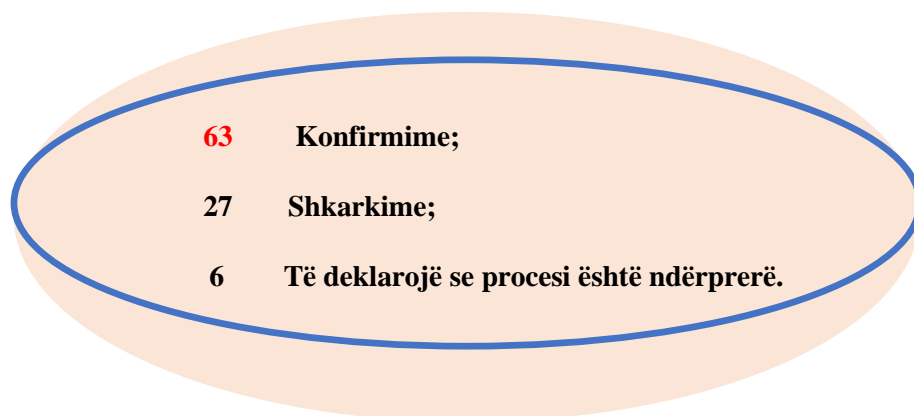 63 Konfirmime;
27 Shkarkime;
6 Të deklarojë se procesi është ndërprerë.